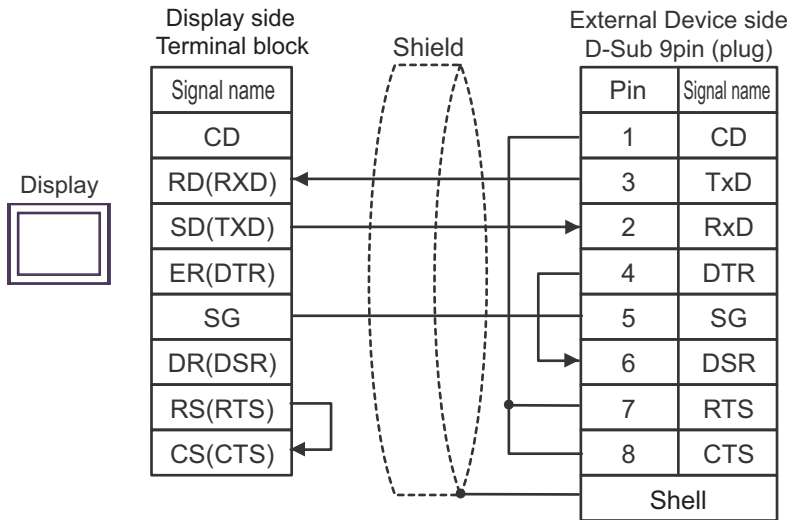 Display side
Terminal block
Shield
External Device side
D-Sub 9pin (plug)
Display
Signal name
CD
RD(RXD)
SD(TXD)
ER(DTR)
SG
DR(DSR)
RS(RTS)
CS(CTS)
Pin Signal name
1 CD
3 TxD
2 RxD
4 DTR
5 SG
6 DSR
7 RTS
8 CTS
Shell